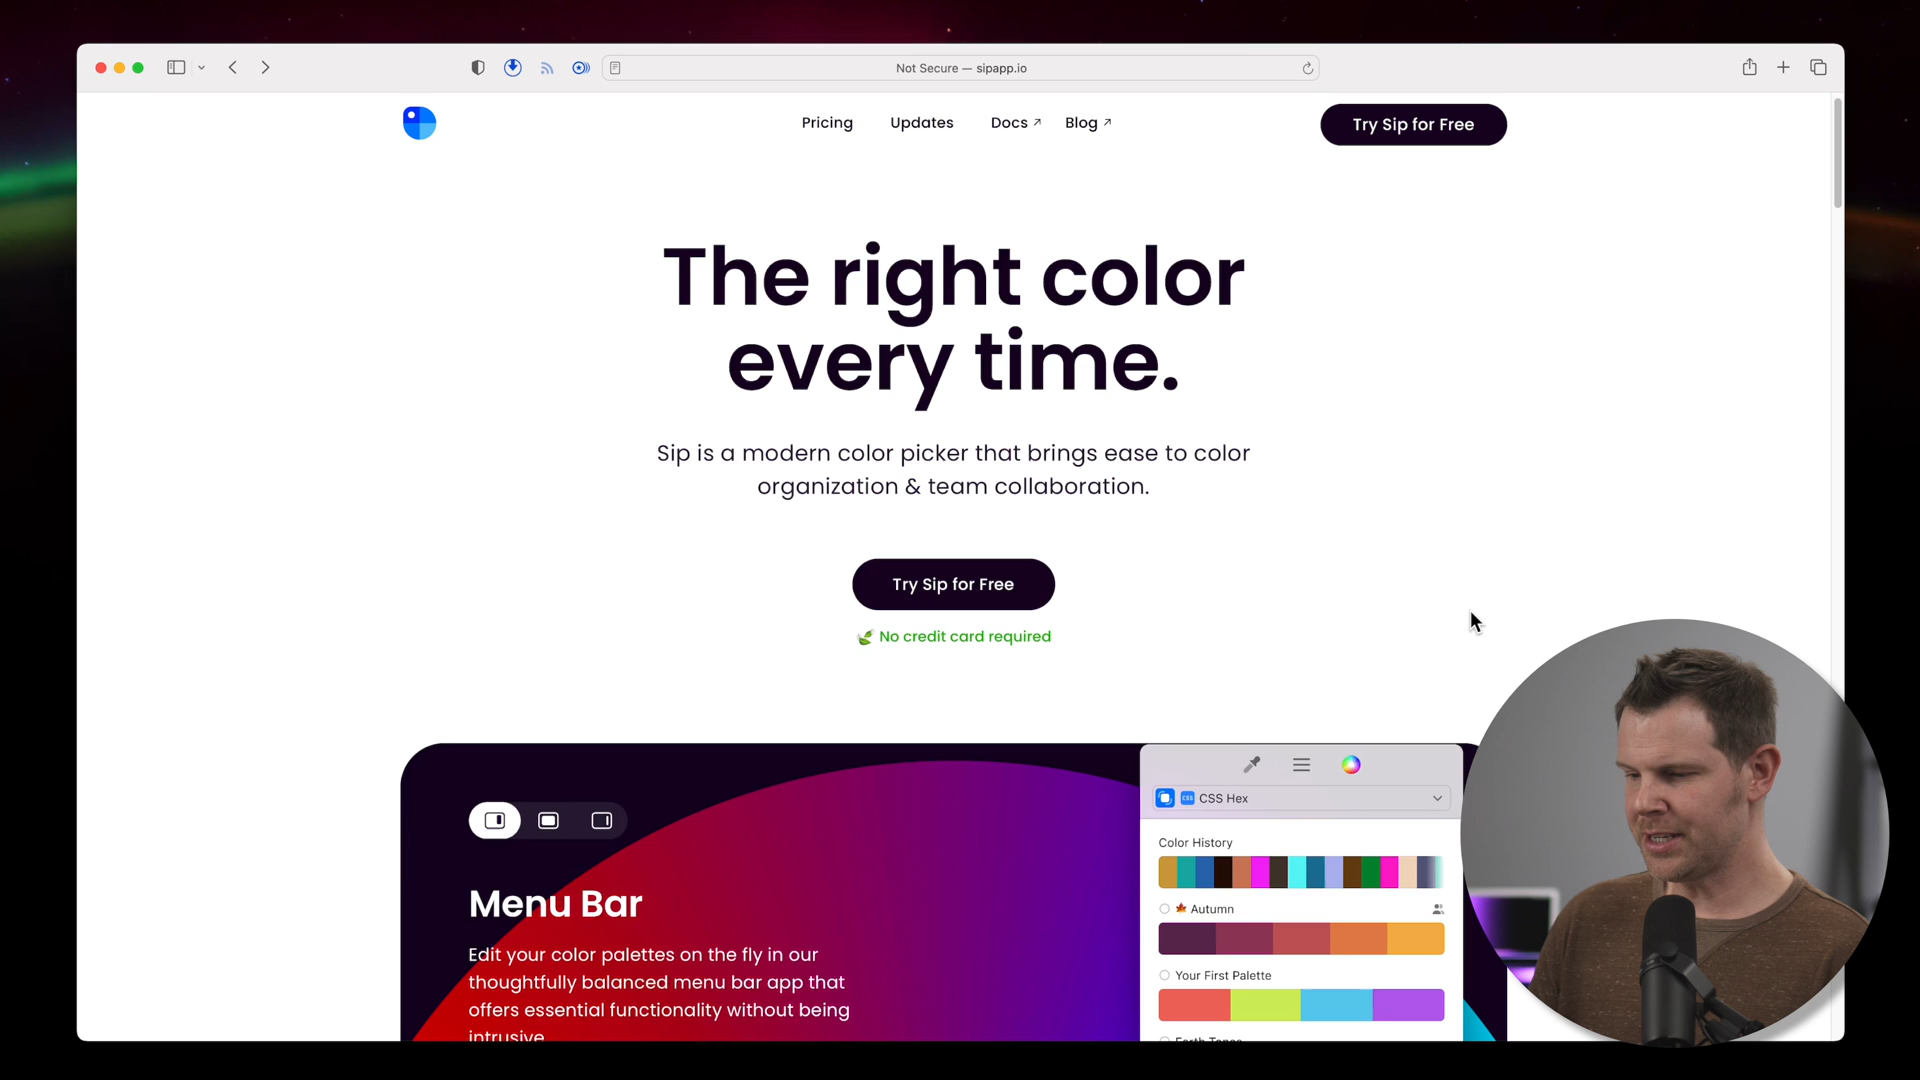 Not Secure — sipapp.io
Pricing
Updates
Docs ↗
Blog ↗
Try Sip for Free
The right color
every time.
Sip is a modern color picker that brings ease to color
organization & team collaboration.
Try Sip for Free
No credit card required
CSS CSS Hex
Color History
Autumn
Your First Palette
Earth Tones
Menu Bar
Edit your color palettes on the fly in our
thoughtfully balanced menu bar app that
offers essential functionality without being
intrusive